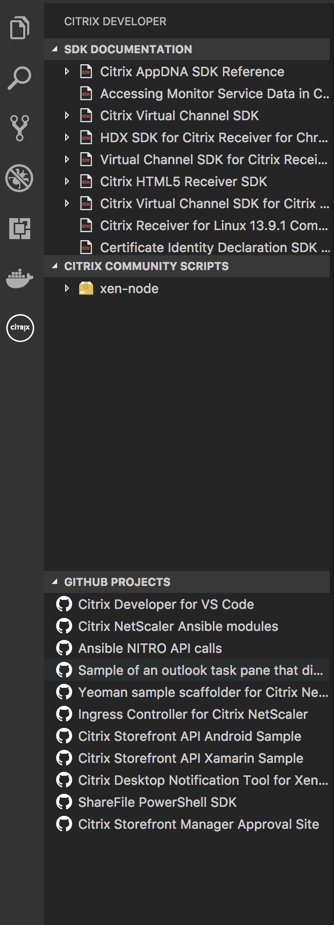 CITRIX DEVELOPER
SDK DOCUMENTATION
Citrix AppDNA SDK Reference
Accessing Monitor Service Data in C...
Citrix Virtual Channel SDK
HDX SDK for Citrix Receiver for Chr...
Virtual Channel SDK for Citrix Recei...
Citrix HTML5 Receiver SDK
Citrix Virtual Channel SDK for Citrix ...
Citrix Receiver for Linux 13.9.1 Com...
Certificate Identity Declaration SDK ...
CITRIX COMMUNITY SCRIPTS
xen-node
CİTRIX
GITHUB PROJECTS
Citrix Developer for VS Code
Citrix NetScaler Ansible modules
Ansible NITRO API calls
Sample of an outlook task pane that di...
Yeoman sample scaffolder for Citrix Ne...
Ingress Controller for Citrix NetScaler
Citrix Storefront API Android Sample
Citrix Storefront API Xamarin Sample
Citrix Desktop Notification Tool for Xen...
ShareFile PowerShell SDK
Citrix Storefront Manager Approval Site